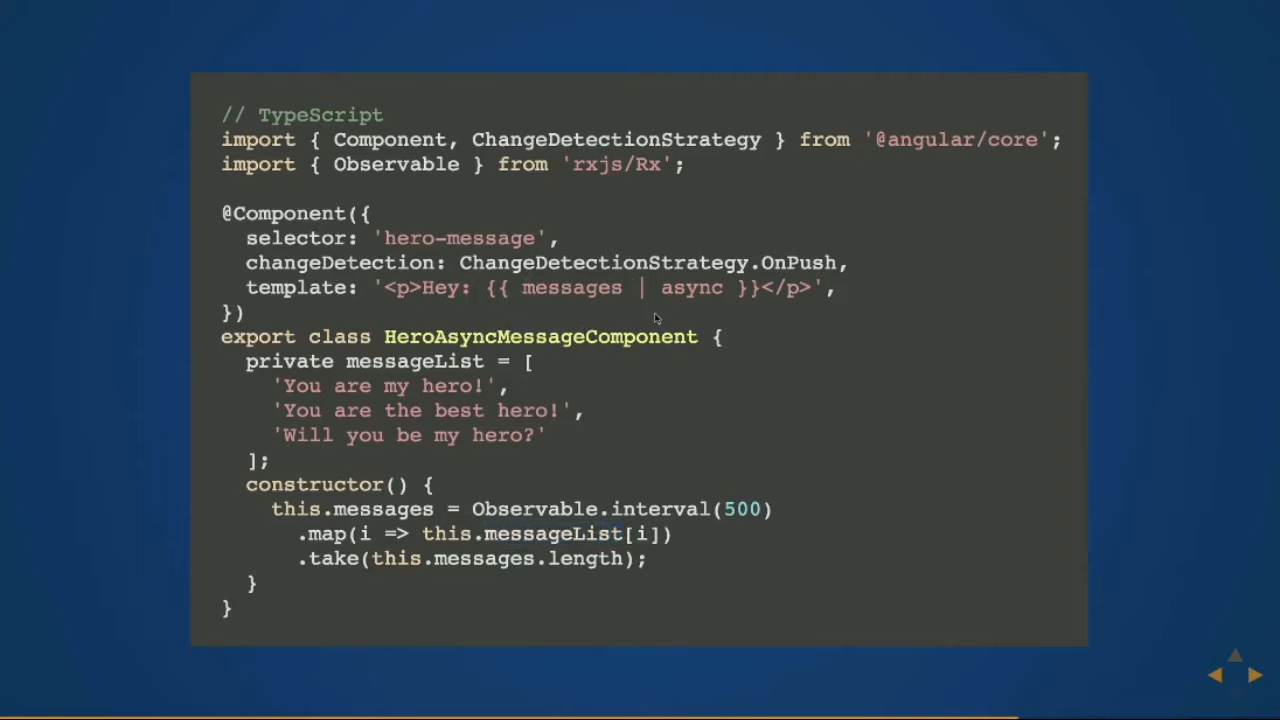 // TypeScript
import { Component, ChangeDetectionStrategy } from '@angular/core';
import { Observable } from 'rxjs/Rx';
@Component({
  selector: 'hero-message',
  changeDetection: ChangeDetectionStrategy.OnPush,
  template: '<p>Hey: {{ messages | async }}</p>',
})
export class HeroAsyncMessageComponent {
  private messageList = [
    'You are my hero!',
    'You are the best hero!',
    'Will you be my hero?'
  ];
  constructor() {
    this.messages = Observable.interval(500)
      .map(i => this.messageList[i])
      .take(this.messages.length);
  }
}